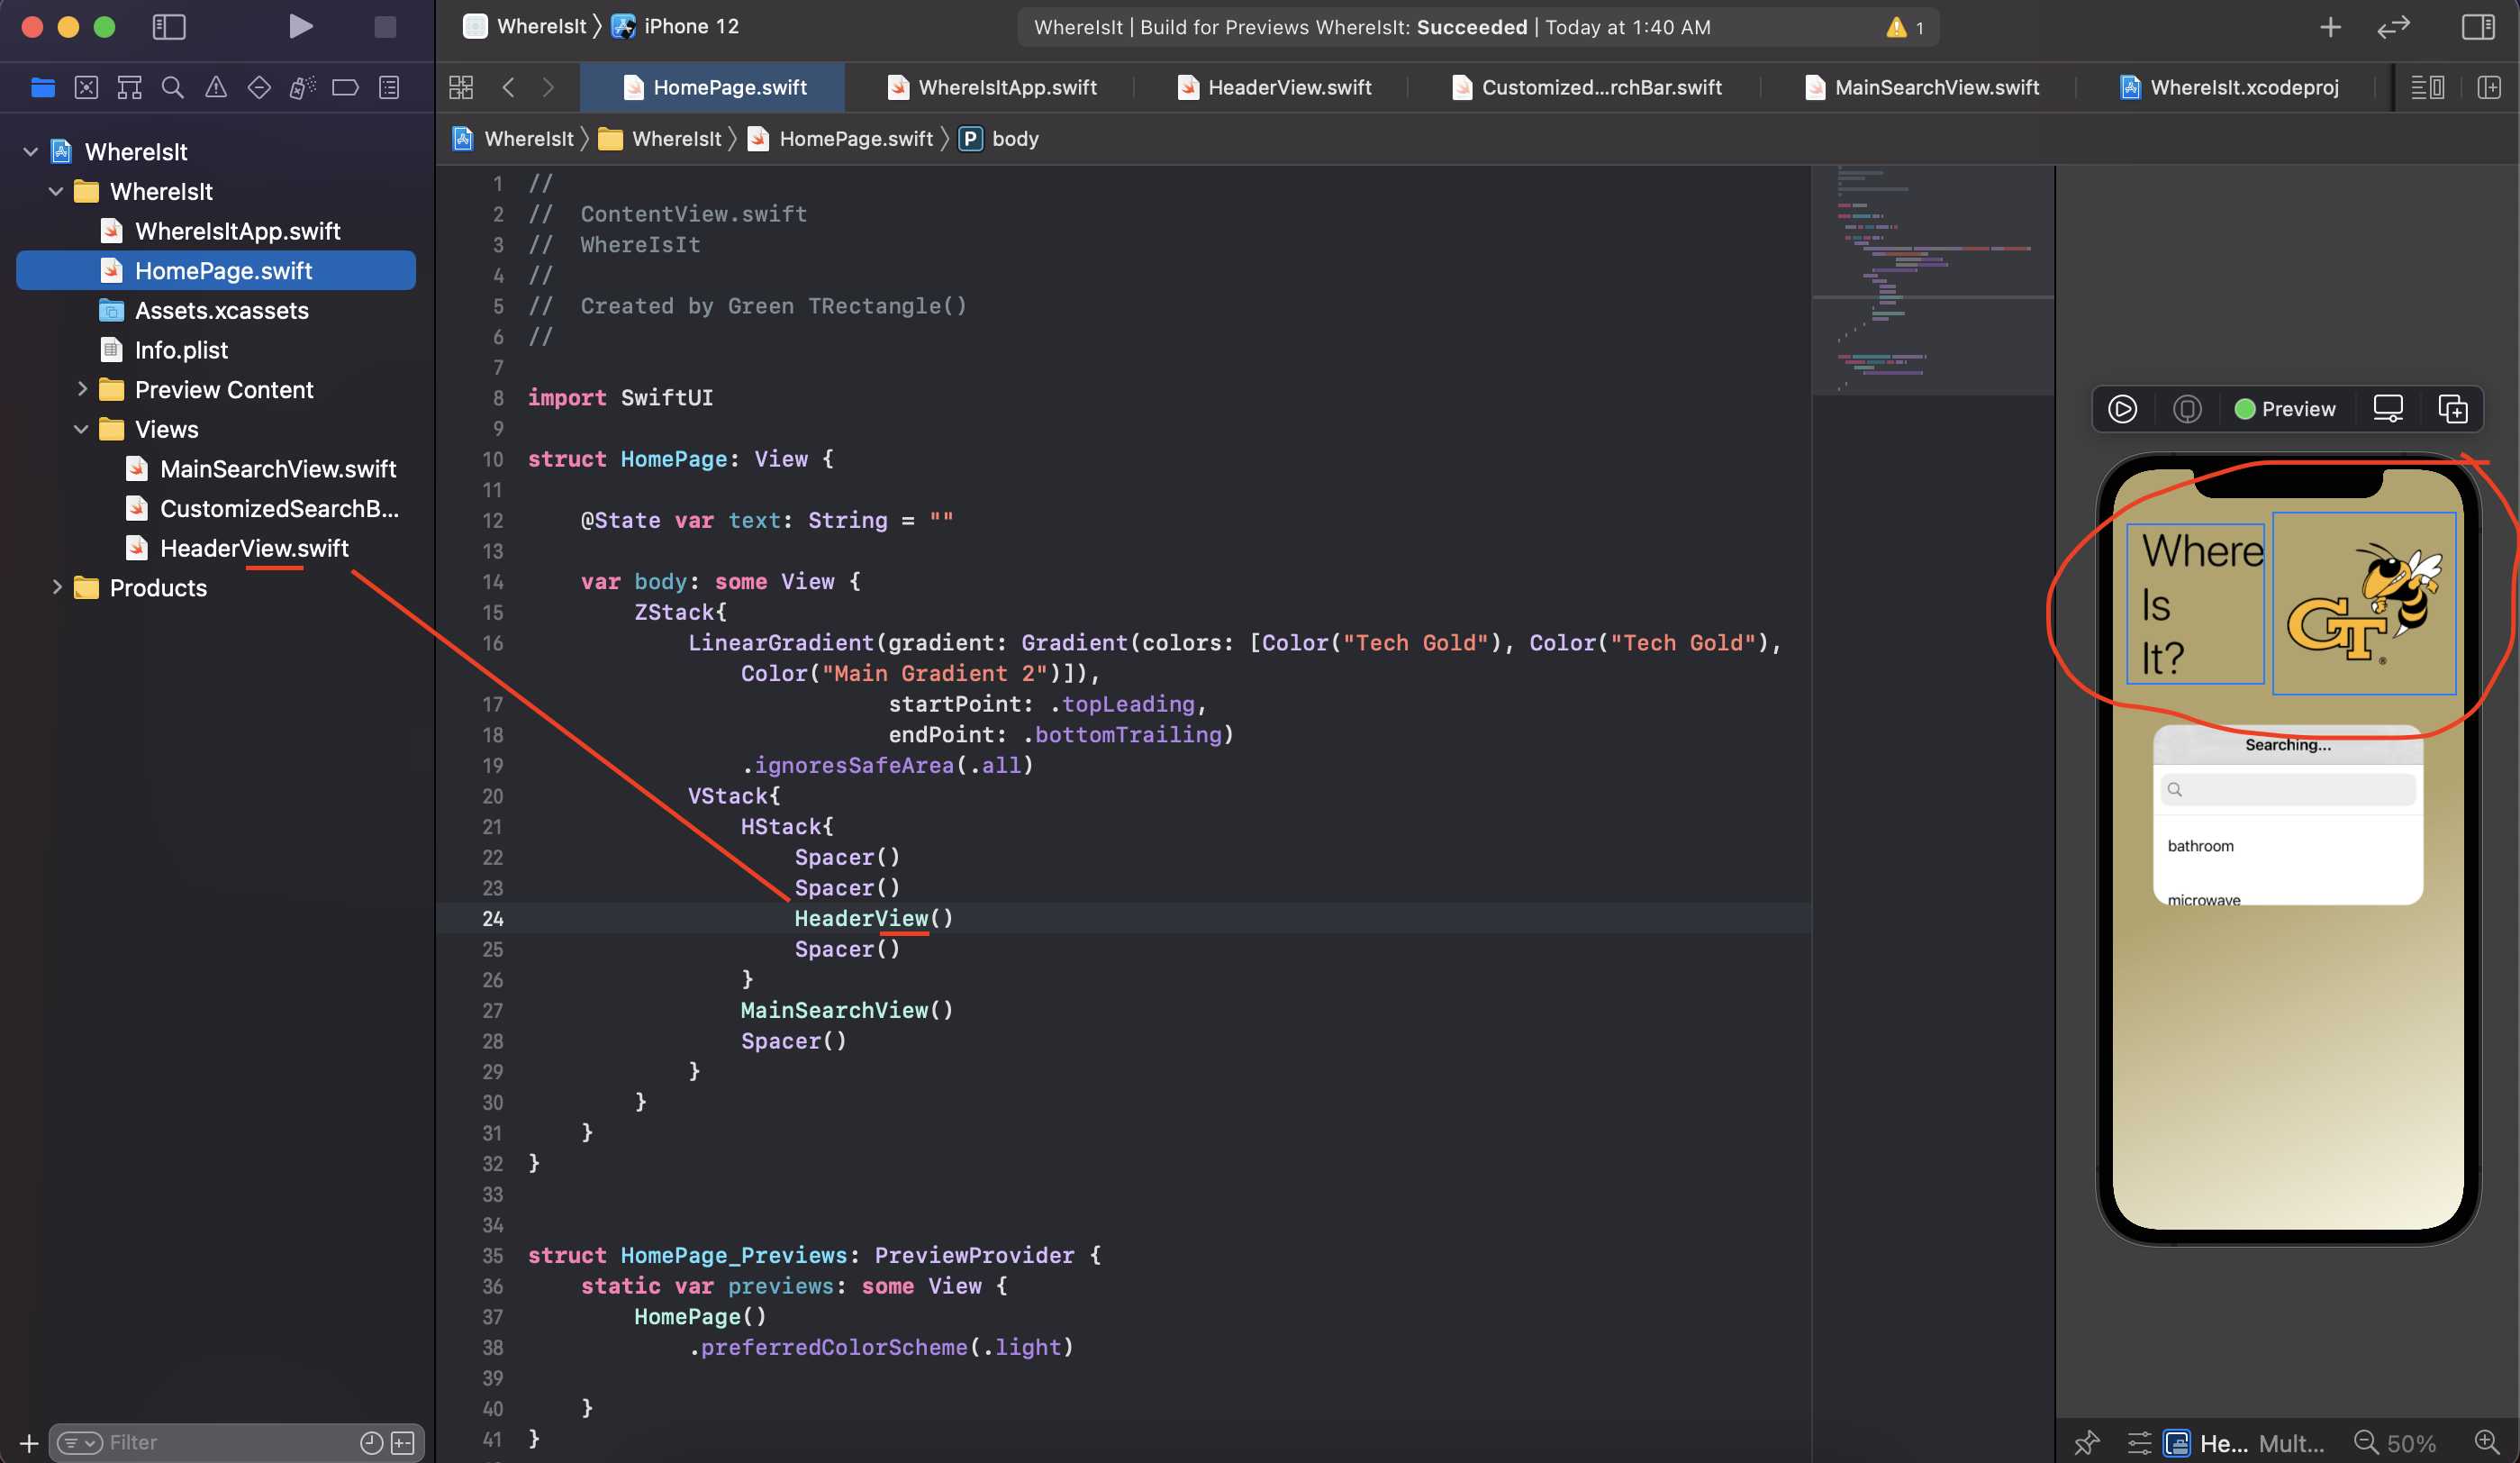 WhereIsIt 〉 iPhone 12
WhereIsIt | Build for Previews WhereIsIt: Succeeded | Today at 1:40 AM
1
HomePage.swift
WhereIsItApp.swift
HeaderView.swift
Customized...rchBar.swift
MainSearchView.swift
WhereIsIt.xcodeproj
WhereIsIt 〉 WhereIsIt 〉 HomePage.swift 〉 P body
WhereIsIt
WhereIsIt
WhereIsItApp.swift
HomePage.swift
Assets.xcassets
Info.plist
Preview Content
Views
MainSearchView.swift
CustomizedSearchB...
HeaderView.swift
Products
Filter
1 //
2 //  ContentView.swift
3 //  WhereIsIt
4 //
5 //  Created by Green TRectangle()
6 //
7
8 import SwiftUI
9
10 struct HomePage: View {
11
12     @State var text: String = ""
13
14     var body: some View {
15         ZStack{
16             LinearGradient(gradient: Gradient(colors: [Color("Tech Gold"), Color("Tech Gold"),
                Color("Main Gradient 2")]),
17                            startPoint: .topLeading,
18                            endPoint: .bottomTrailing)
19                 .ignoresSafeArea(.all)
20             VStack{
21                 HStack{
22                     Spacer()
23                     Spacer()
24                     HeaderView()
25                     Spacer()
26                 }
27                 MainSearchView()
28                 Spacer()
29             }
30         }
31     }
32 }
33
34
35 struct HomePage_Previews: PreviewProvider {
36     static var previews: some View {
37         HomePage()
38             .preferredColorScheme(.light)
39
40     }
41 }
Preview
Where
Is
It?
GT
®
Searching...
bathroom
microwave
He... Mult... 50%